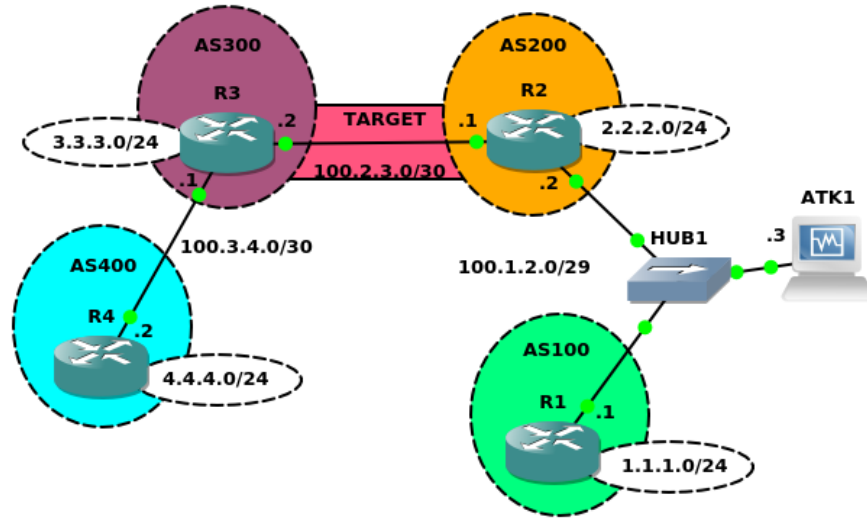 AS300
AS200
R3
R2
.2
TARGET
.1
3.3.3.0/24
2.2.2.0/24
.1
100.2.3.0/30
.2
ATK1
100.3.4.0/30
HUB1
.3
AS400
100.1.2.0/29
R4
.2
AS100
4.4.4.0/24
R1
.1
1.1.1.0/24